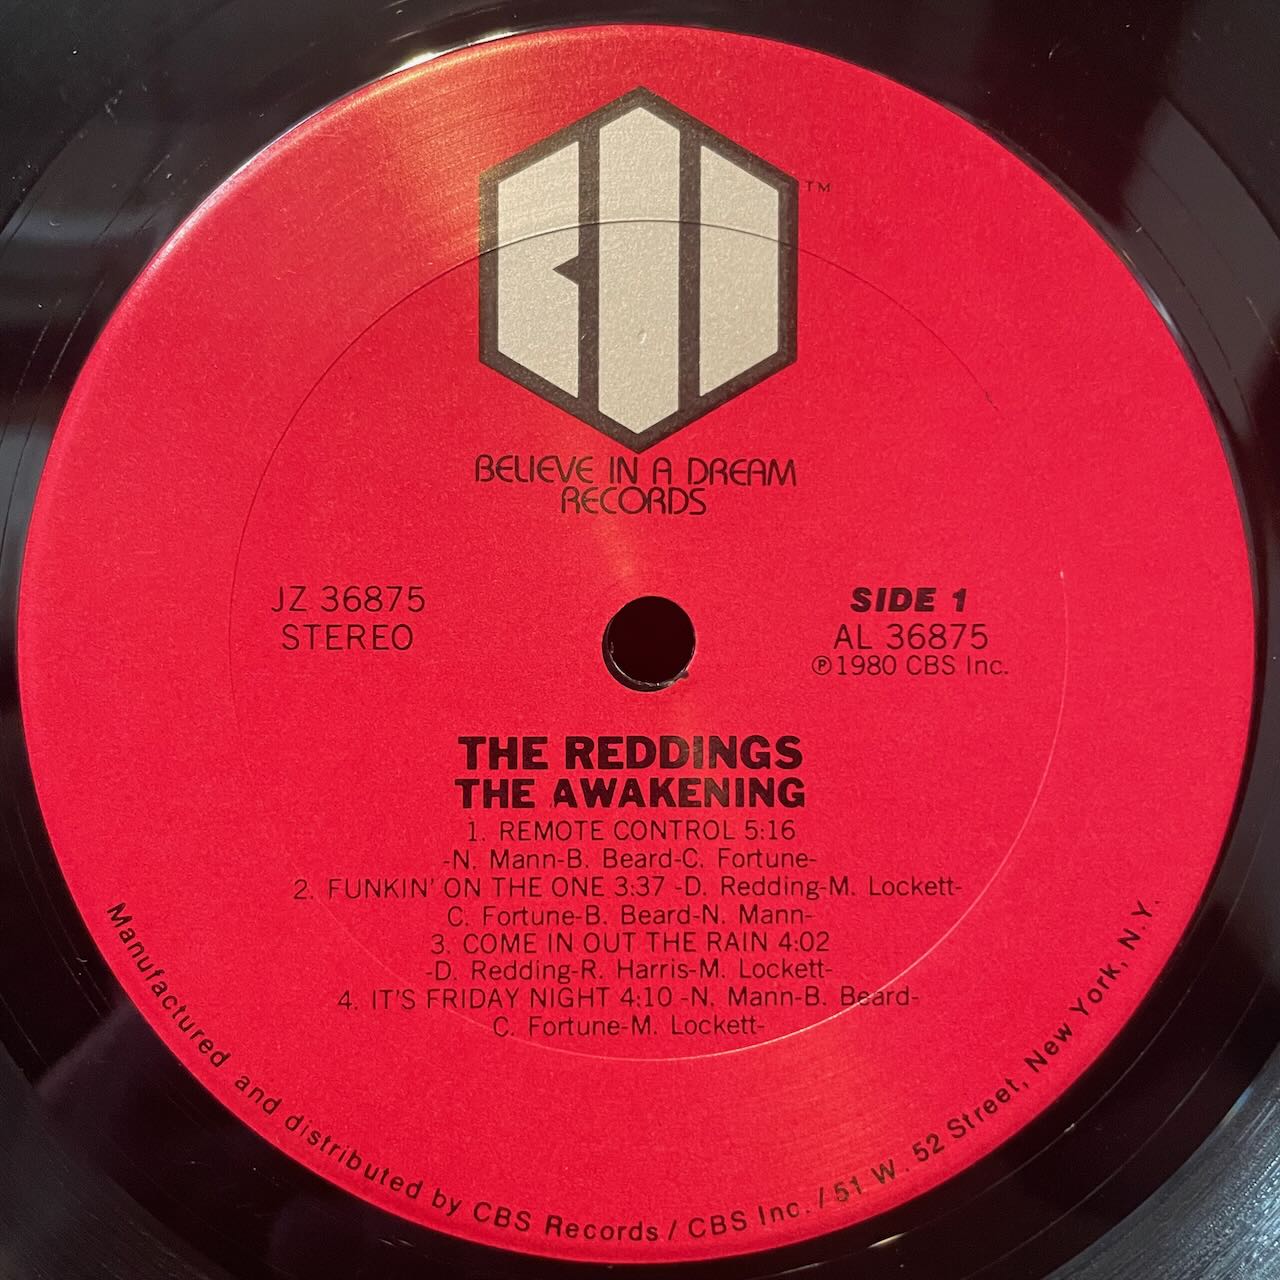 TM
BELIEVE IN A DREAM
RECORDS
JZ 36875
STEREO
SIDE 1
AL 36875
℗1980 CBS Inc.
THE REDDINGS
THE AWAKENING
1. REMOTE CONTROL 5:16
-N. Mann-B. Beard-C. Fortune-
2. FUNKIN' ON THE ONE 3:37 -D. Redding-M. Lockett-
C. Fortune-B. Beard-N. Mann-
3. COME IN OUT THE RAIN 4:02
-D. Redding-R. Harris-M. Lockett-
4. IT'S FRIDAY NIGHT 4:10 -N. Mann-B. Beard-
C. Fortune-M. Lockett-
Manufactured and distributed by CBS Records / CBS Inc. / 51 W. 52 Street, New York, N.Y.